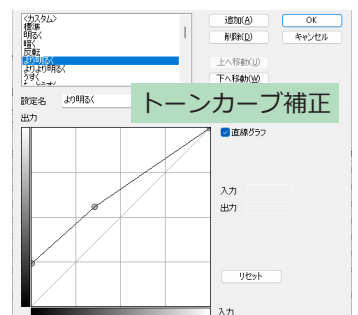 <カスタム>
標準
明るく
暗く
反転
より明るく
よりより明るく
うすく
追加(A)
OK
削除(D)
キャンセル
上へ移動(U)
下へ移動(W)
設定名
より明るく
トーンカーブ補正
出力
直線グラフ
入力
出力
リセット
入力